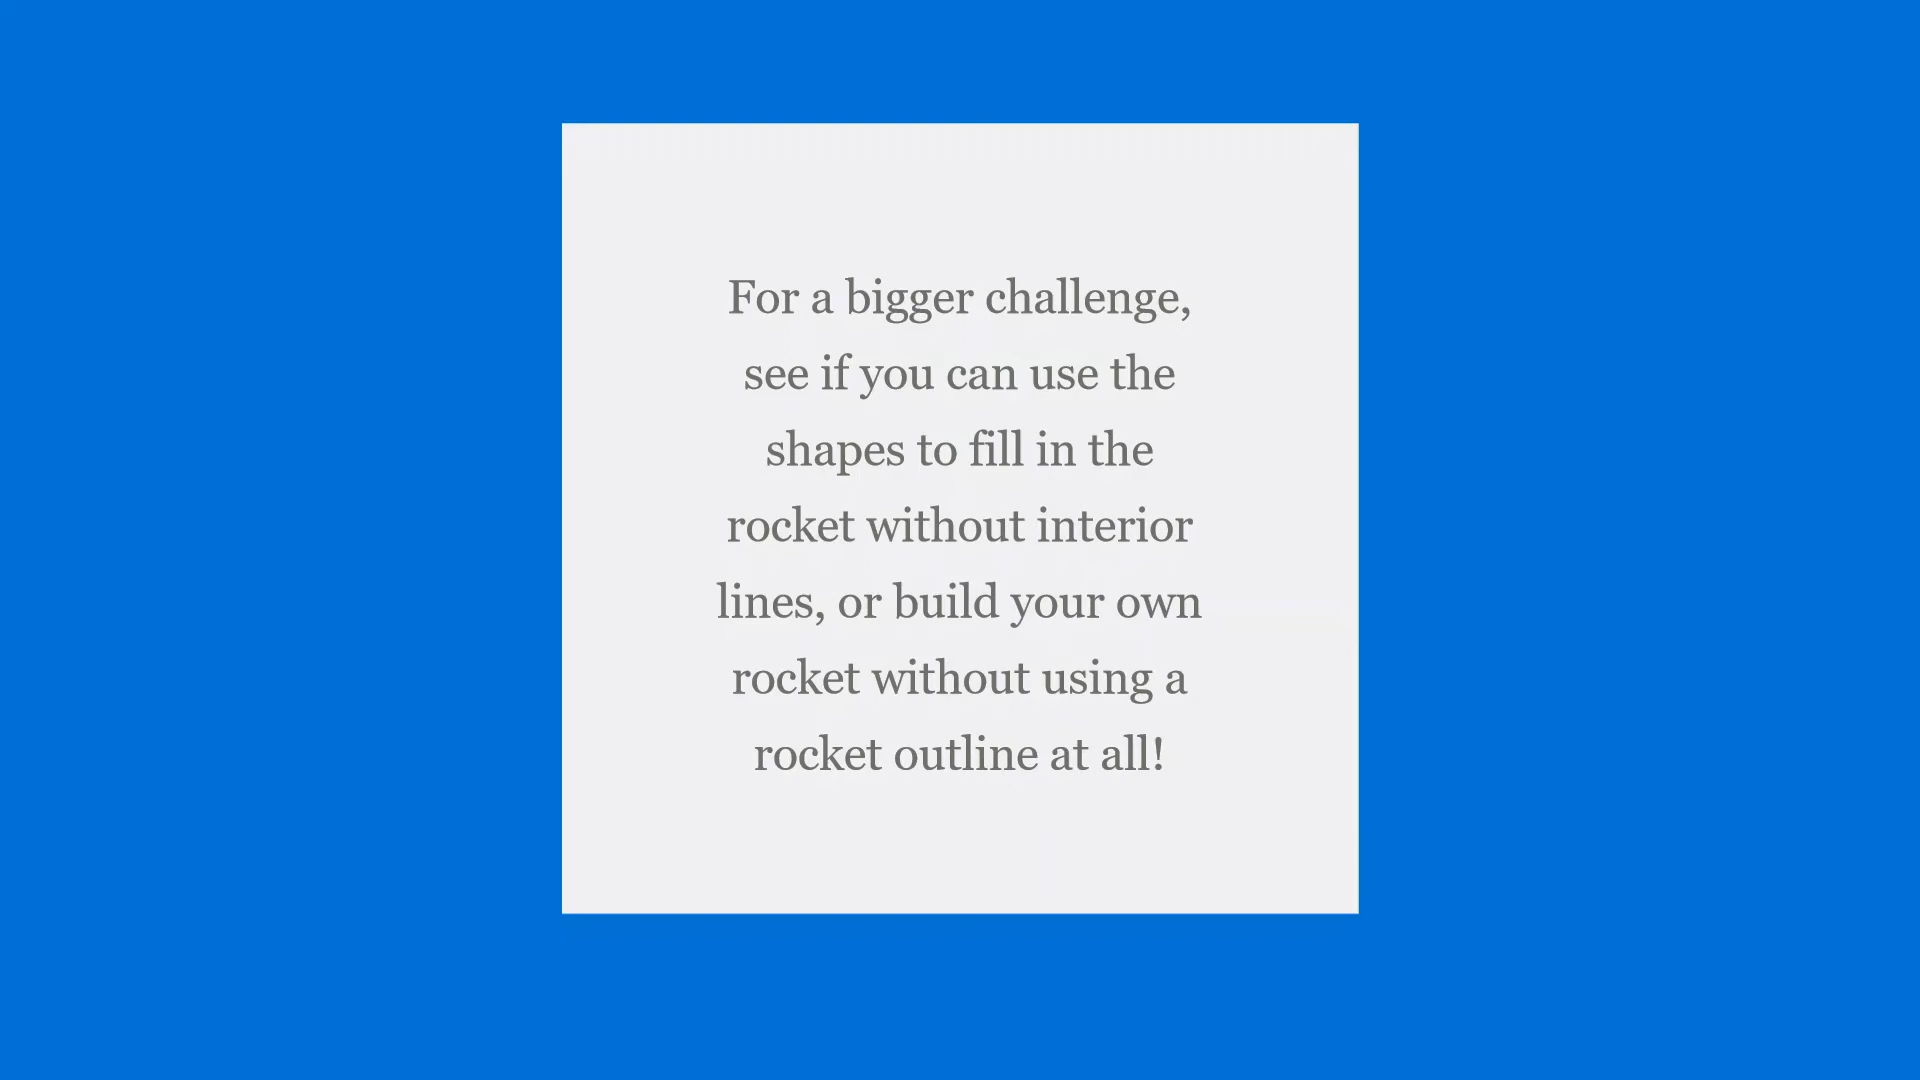 For a bigger challenge,
see if you can use the
shapes to fill in the
rocket without interior
lines, or build your own
rocket without using a
rocket outline at all!